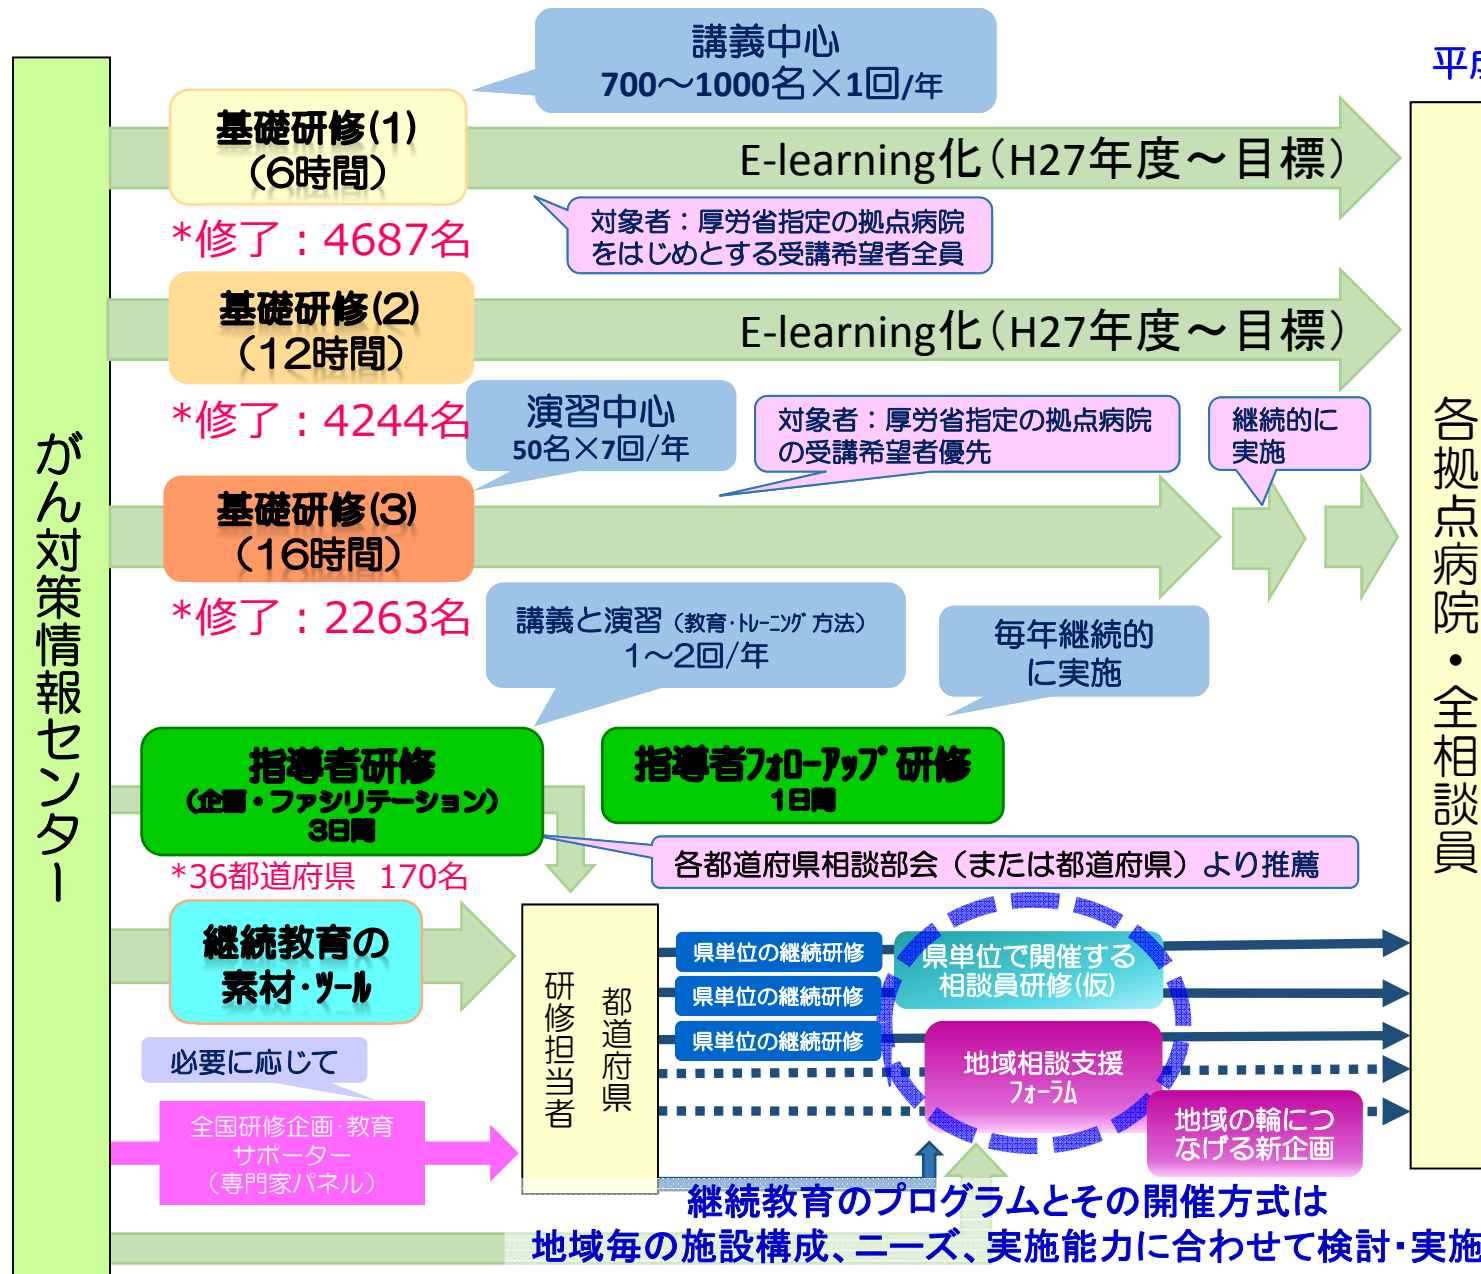 講義中心
700～1000名×1回/年
平成
基礎研修(1)
（6時間）
E-learning化（H27年度～目標）
対象者：厚労省指定の拠点病院
をはじめとする受講希望者全員
*修了：4687名
基礎研修(2)
（12時間）
E-learning化（H27年度～目標）
*修了：4244名
演習中心
50名×7回/年
対象者：厚労省指定の拠点病院
の受講希望者優先
継続的に
実施
基礎研修(3)
（16時間）
*修了：2263名
講義と演習（教育・ﾄﾚｰﾆﾝｸﾞ方法）
1～2回/年
毎年継続的
に実施
がん対策情報センター
各拠点病院・全相談員
指導者研修
（企画・ファシリテーション）
3日間
指導者ﾌｫﾛｰｱｯﾌﾟ研修
1日間
各都道府県相談部会（または都道府県）より推薦
*36都道府県　170名
継続教育の
素材・ﾂｰﾙ
都道府県
研修担当者
県単位の継続研修
県単位の継続研修
県単位の継続研修
県単位で開催する
相談員研修(仮)
地域相談支援
ﾌｫｰﾗﾑ
地域の輪につ
なげる新企画
必要に応じて
全国研修企画・教育
サポーター
（専門家パネル）
継続教育のプログラムとその開催方式は
地域毎の施設構成、ニーズ、実施能力に合わせて検討・実施